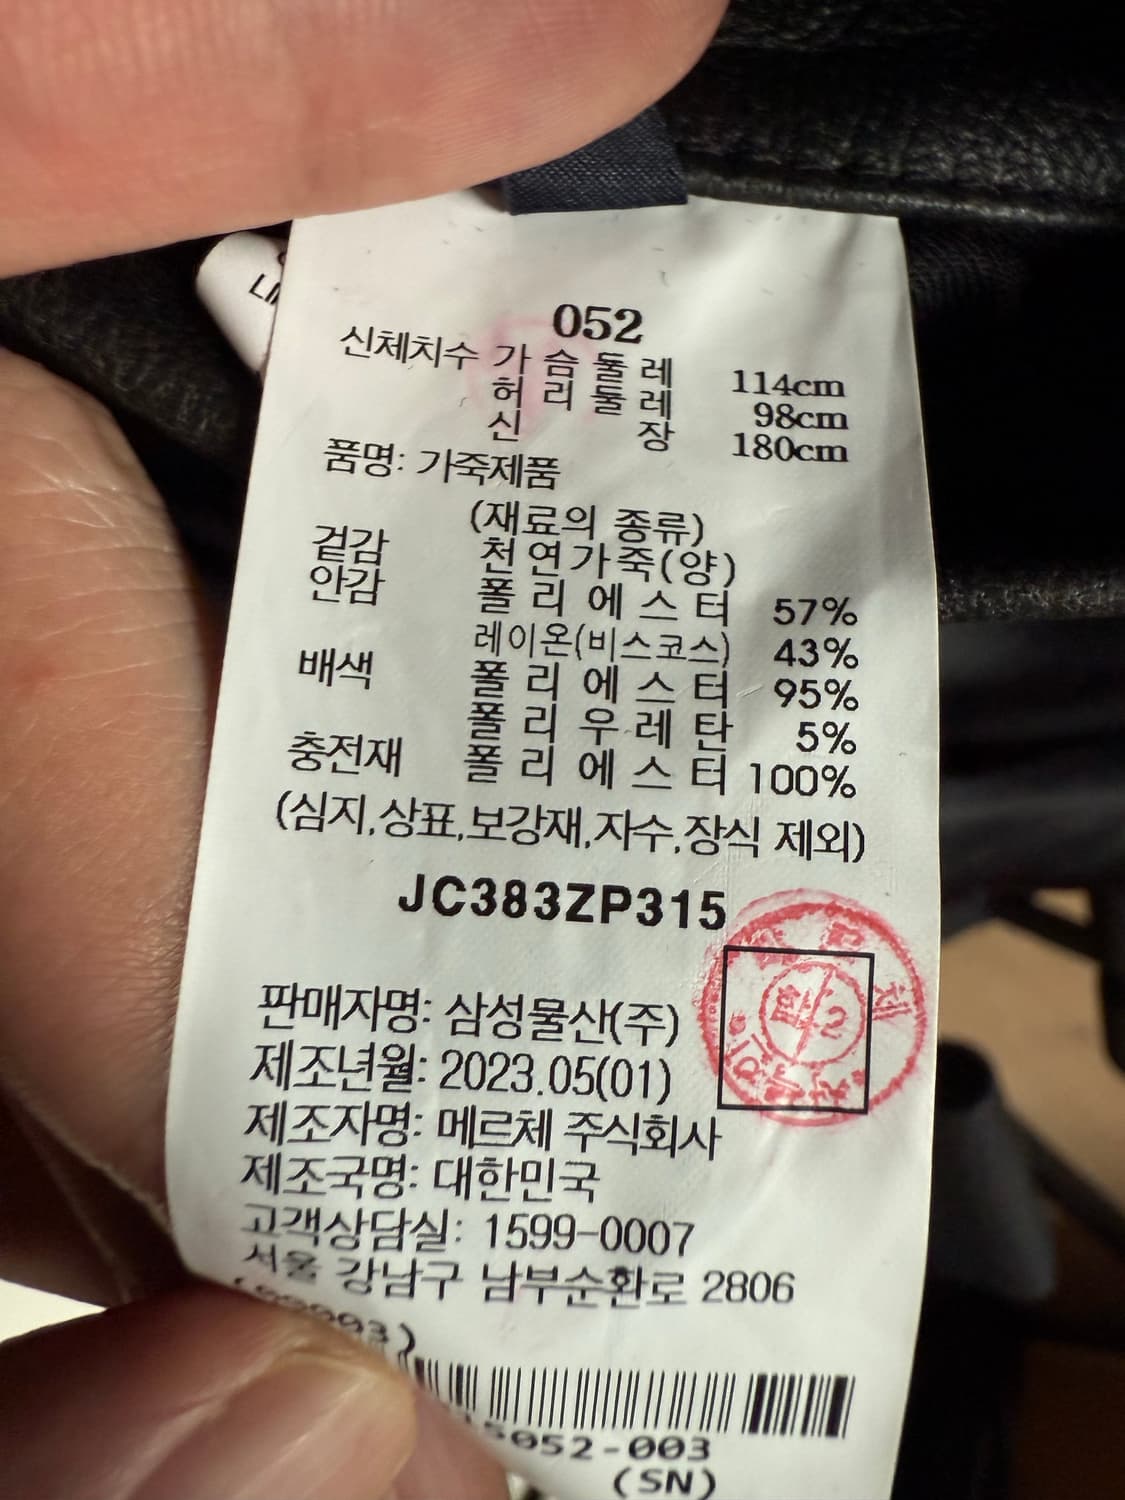 LI
052
신체치수 가슴둘레 114cm
허리둘레 98cm
신장 180cm
품명: 가죽제품
(재료의 종류)
겉감 천연가죽(양)
안감 폴리에스터 57%
레이온(비스코스) 43%
배색 폴리에스터 95%
폴리우레탄 5%
충전재 폴리에스터 100%
(심지,상표,보강재,자수,장식 제외)
JC383ZP315
판매자명: 삼성물산(주)
제조년월: 2023.05(01)
제조자명: 메르체 주식회사
제조국명: 대한민국
고객상담실: 1599-0007
서울 강남구 남부순환로 2806
5052-003
(SN)